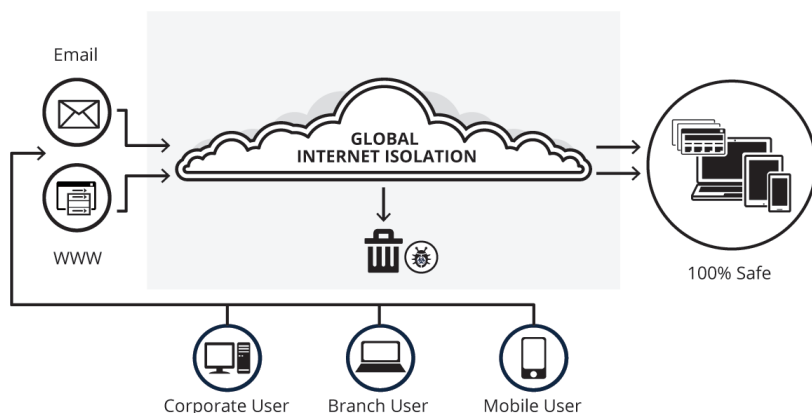 Email
GLOBAL
INTERNET ISOLATION
WWW
100% Safe
Corporate User
Branch User
Mobile User